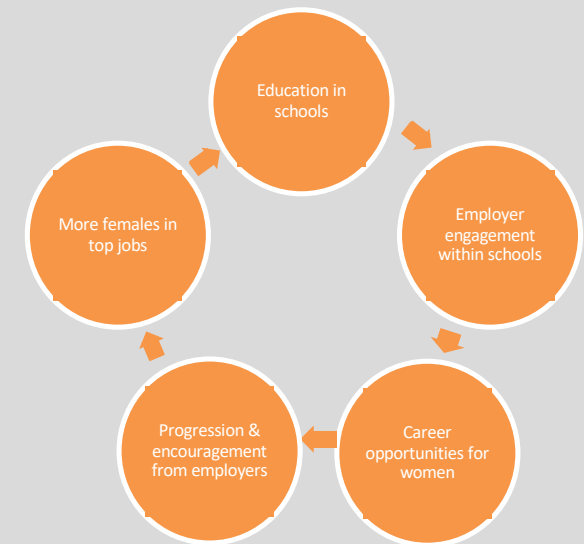 Education in
schools
Employer
engagement
within schools
Career
opportunities for
women
Progression &
encouragement
from employers
More females in
top jobs